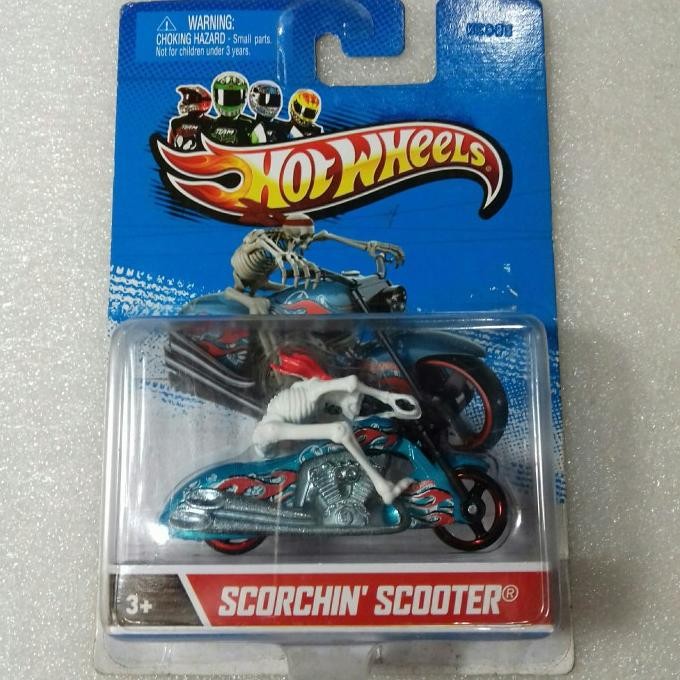 WARNING:
CHOKING HAZARD - Small parts.
Not for children under 3 years.
HOT WHEELS
3+
SCORCHIN' SCOOTER®